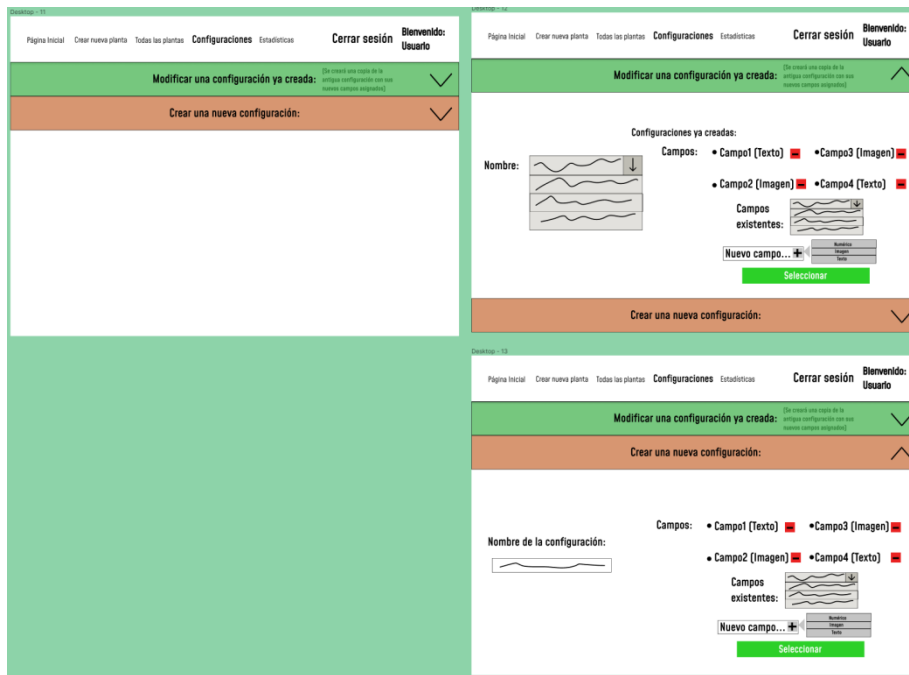 Desktop - 11
Página Inicial Crear nueva planta Todas las plantas Configuraciones Estadísticas Cerrar sesión Bienvenido: Usuario
Modificar una configuración ya creada:
(Se creará una copia de la
antigua configuración con sus
nuevos campos asignados)
Crear una nueva configuración:
Desktop - 12
Página Inicial Crear nueva planta Todas las plantas Configuraciones Estadísticas Cerrar sesión Bienvenido: Usuario
Modificar una configuración ya creada:
(Se creará una copia de la
antigua configuración con sus
nuevos campos asignados)
Configuraciones ya creadas:
Nombre:
Campos: • Campo1 (Texto) •Campo3 (Imagen)
• Campo2 (Imagen) •Campo4 (Texto)
Campos
existentes:
Nuevo campo... +
Numérico
Imagen
Texto
Seleccionar
Crear una nueva configuración:
Desktop - 13
Página Inicial Crear nueva planta Todas las plantas Configuraciones Estadísticas Cerrar sesión Bienvenido: Usuario
Modificar una configuración ya creada:
(Se creará una copia de la
antigua configuración con sus
nuevos campos asignados)
Crear una nueva configuración:
Nombre de la configuración:
Campos: • Campo1 (Texto) •Campo3 (Imagen)
• Campo2 (Imagen) •Campo4 (Texto)
Campos
existentes:
Nuevo campo... +
Numérico
Imagen
Texto
Seleccionar